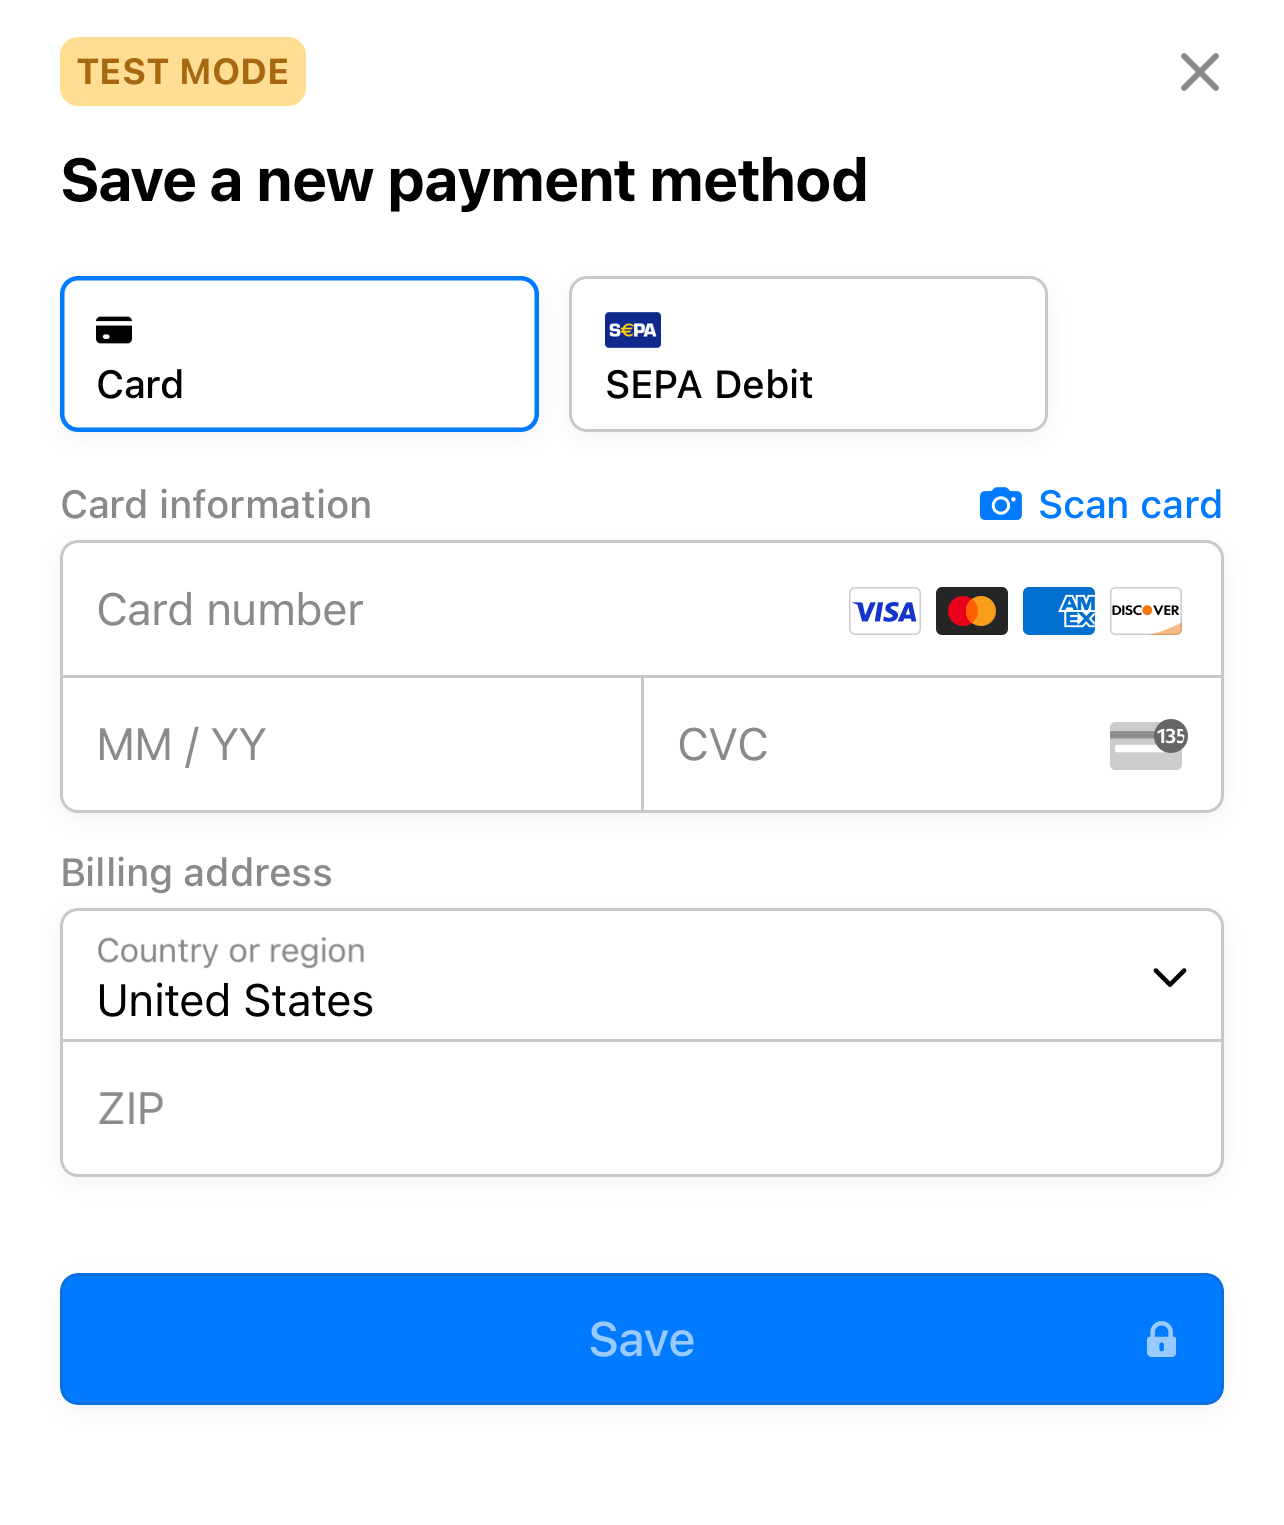 TEST MODE
Save a new payment method
Card
SEPA
SEPA Debit
Card information
Scan card
Card number
VISA
AM
EX
DISCOVER
MM / YY
CVC
135
Billing address
Country or region
United States
ZIP
Save